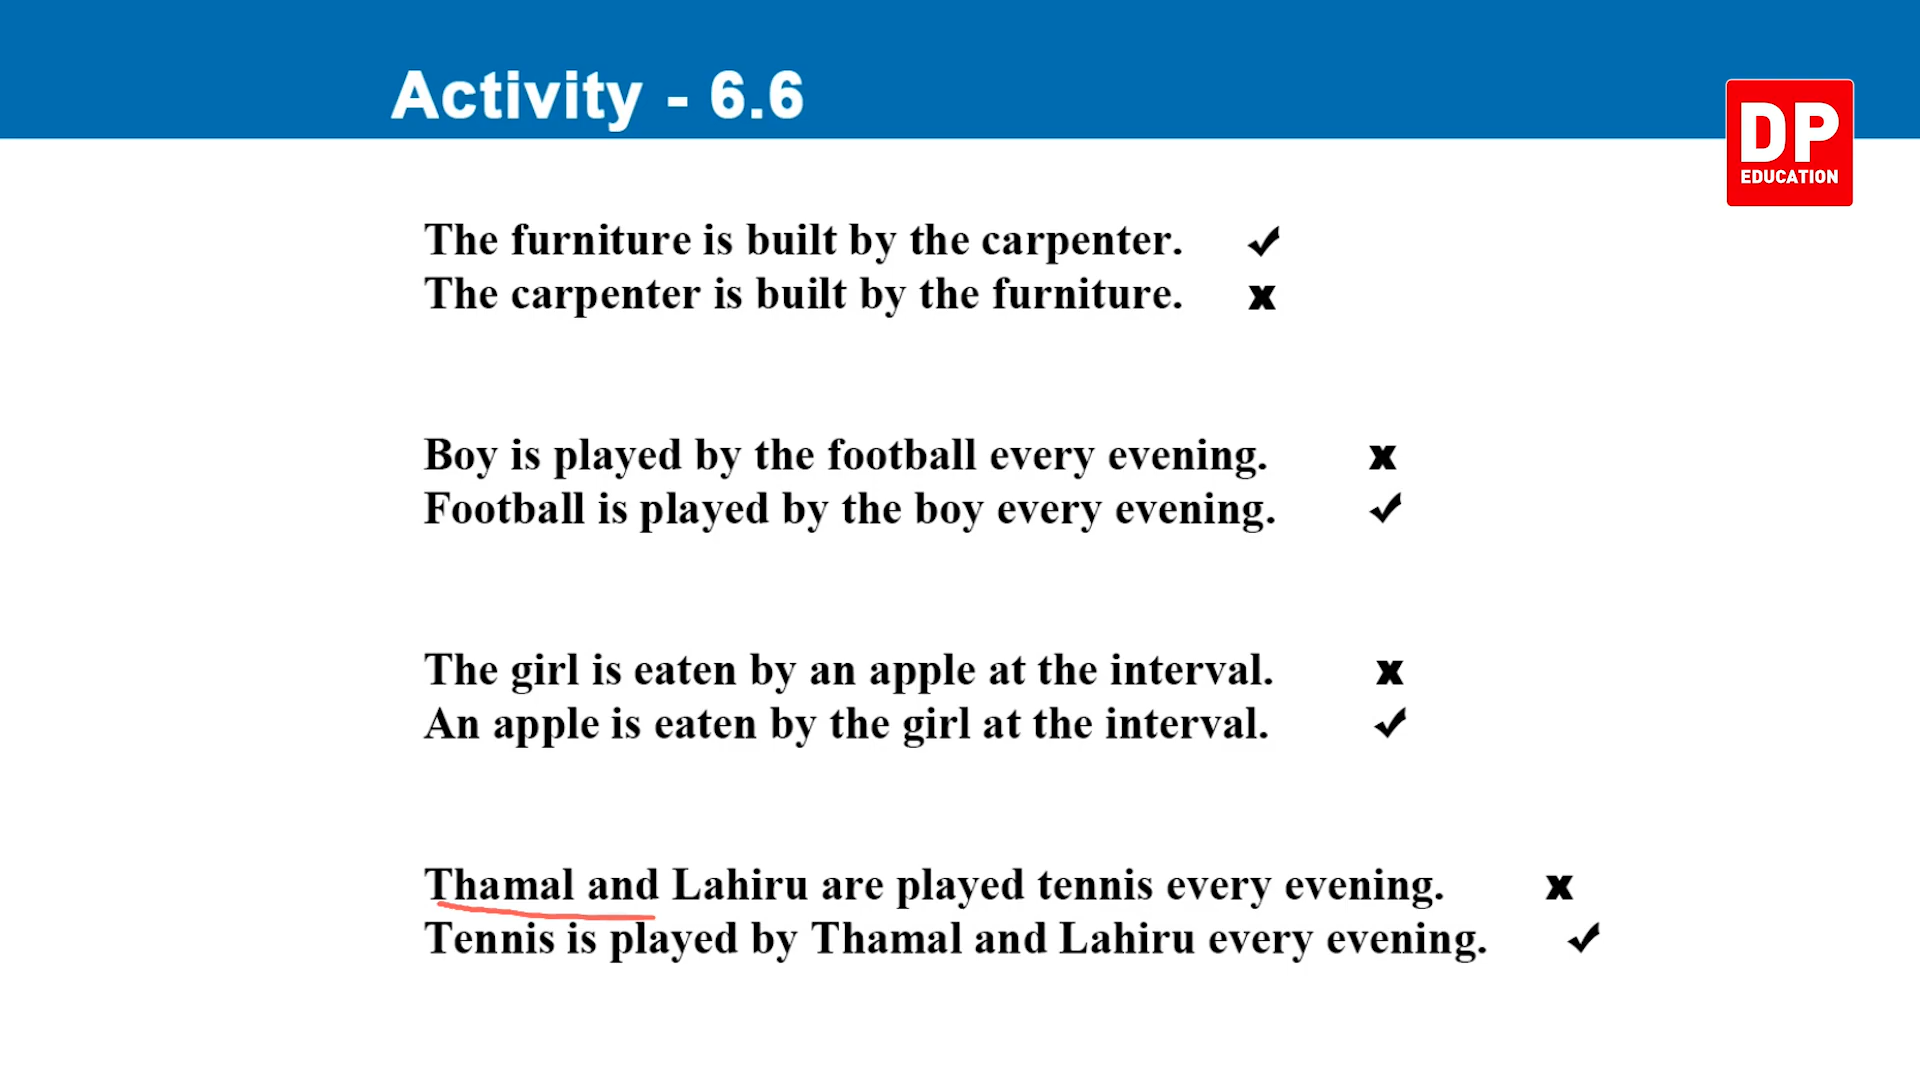 Activity - 6.6
DP
EDUCATION
The furniture is built by the carpenter. ✓
The carpenter is built by the furniture. x
Boy is played by the football every evening. x
Football is played by the boy every evening. ✓
The girl is eaten by an apple at the interval. x
An apple is eaten by the girl at the interval. ✓
Thamal and Lahiru are played tennis every evening. x
Tennis is played by Thamal and Lahiru every evening. ✓